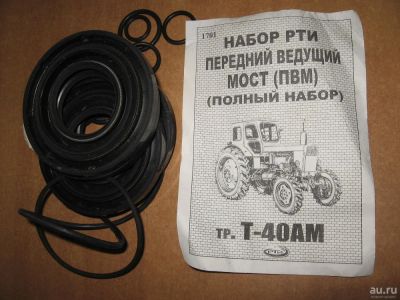 1701
НАБОР РТИ
ПЕРЕДНИЙ ВЕДУЩИЙ
МОСТ (ПВМ)
(ПОЛНЫЙ НАБОР)
ТР. Т-40АМ
au.ru